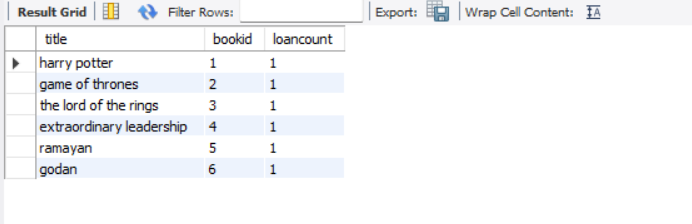 Result Grid Filter Rows: Export: Wrap Cell Content: IA
title bookid loancount
harry potter 1 1
game of thrones 2 1
the lord of the rings 3 1
extraordinary leadership 4 1
ramayan 5 1
godan 6 1